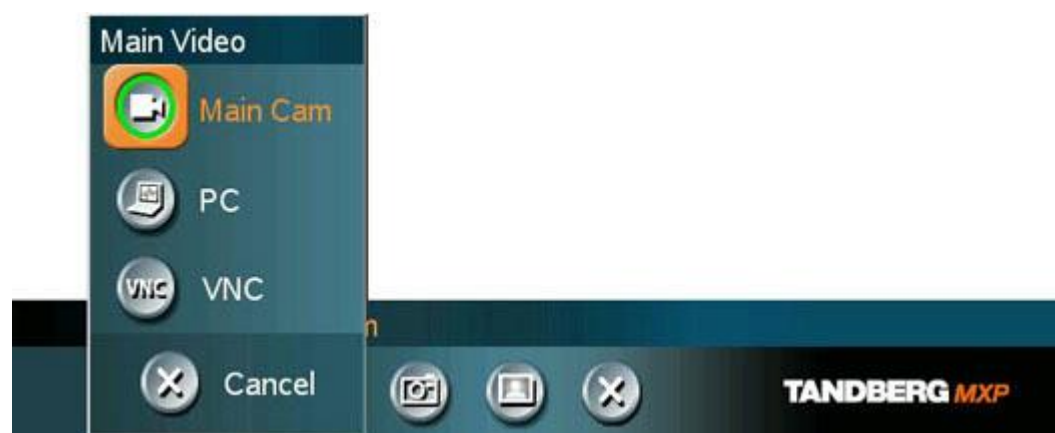 Main Video
Main Cam
PC
VNC
VNC
n
Cancel
TANDBERG MXP